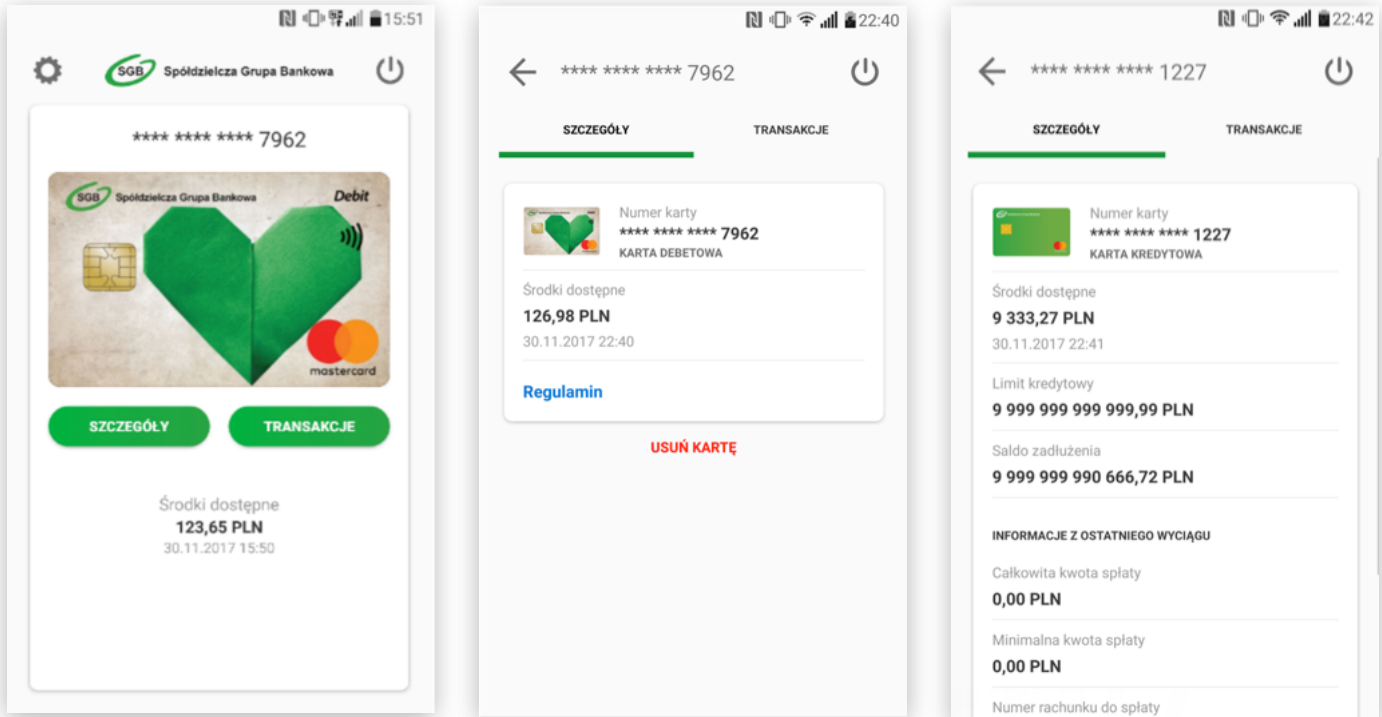 15:51
SGB Spółdzielcza Grupa Bankowa
**** **** **** 7962
SGB Spółdzielcza Grupa Bankowa Debit
mastercard
SZCZEGÓŁY TRANSAKCJE
Środki dostępne
123,65 PLN
30.11.2017 15:50
22:40
**** **** **** 7962
SZCZEGÓŁY TRANSAKCJE
Numer karty
**** **** **** 7962
KARTA DEBETOWA
Środki dostępne
126,98 PLN
30.11.2017 22:40
Regulamin
USUŃ KARTĘ
22:42
**** **** **** 1227
SZCZEGÓŁY TRANSAKCJE
Numer karty
**** **** **** 1227
KARTA KREDYTOWA
Środki dostępne
9 333,27 PLN
30.11.2017 22:41
Limit kredytowy
9 999 999 999 999,99 PLN
Saldo zadłużenia
9 999 999 990 666,72 PLN
INFORMACJE Z OSTATNIEGO WYCIĄGU
Całkowita kwota spłaty
0,00 PLN
Minimalna kwota spłaty
0,00 PLN
Numer rachunku do spłaty